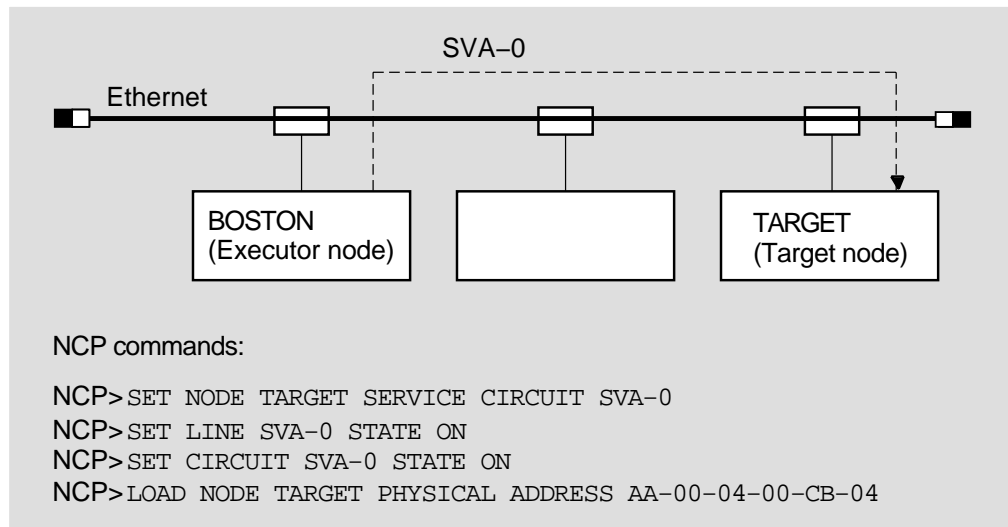 SVA–0
Ethernet
BOSTON
(Executor node)
TARGET
(Target node)
NCP commands:
NCP>SET NODE TARGET SERVICE CIRCUIT SVA–0
NCP>SET LINE SVA–0 STATE ON
NCP>SET CIRCUIT SVA–0 STATE ON
NCP>LOAD NODE TARGET PHYSICAL ADDRESS AA–00–04–00–CB–04